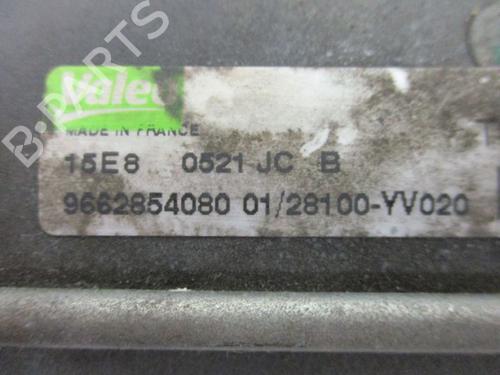 B-PARTS
Valeo
MADE IN FRANCE
15E8 0521 JC B
9662854080 01/28100-YV020